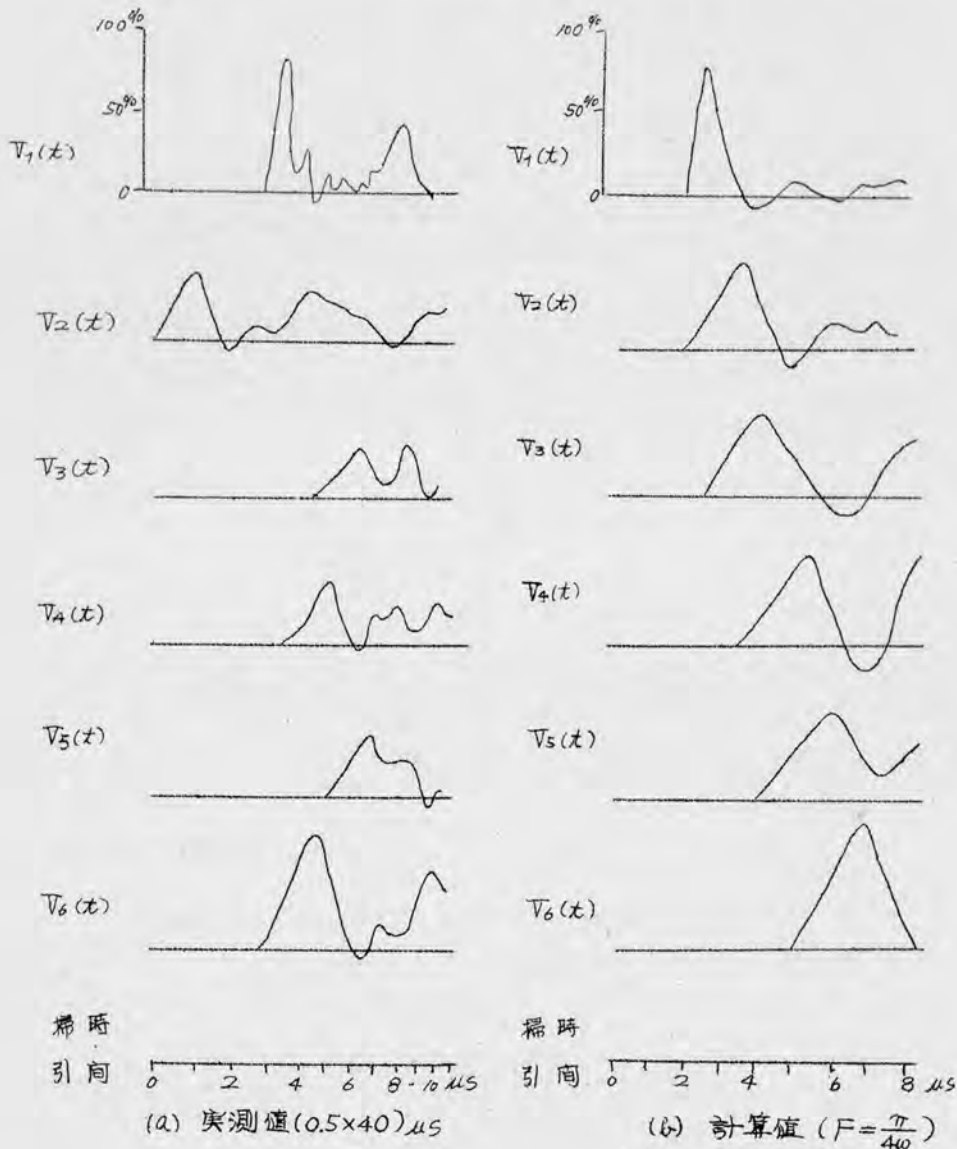 100%
50%
V1(t)
0
V2(t)
V3(t)
V4(t)
V5(t)
V6(t)
掃時
引间
0 2 4 6 8 10 μS
(a) 実測値(0.5×40)μS
100%
50%
V1(t)
0
V2(t)
V3(t)
V4(t)
V5(t)
V6(t)
掃時
引间
0 2 4 6 8 μS
(b) 計算値 (F=π/4ω)